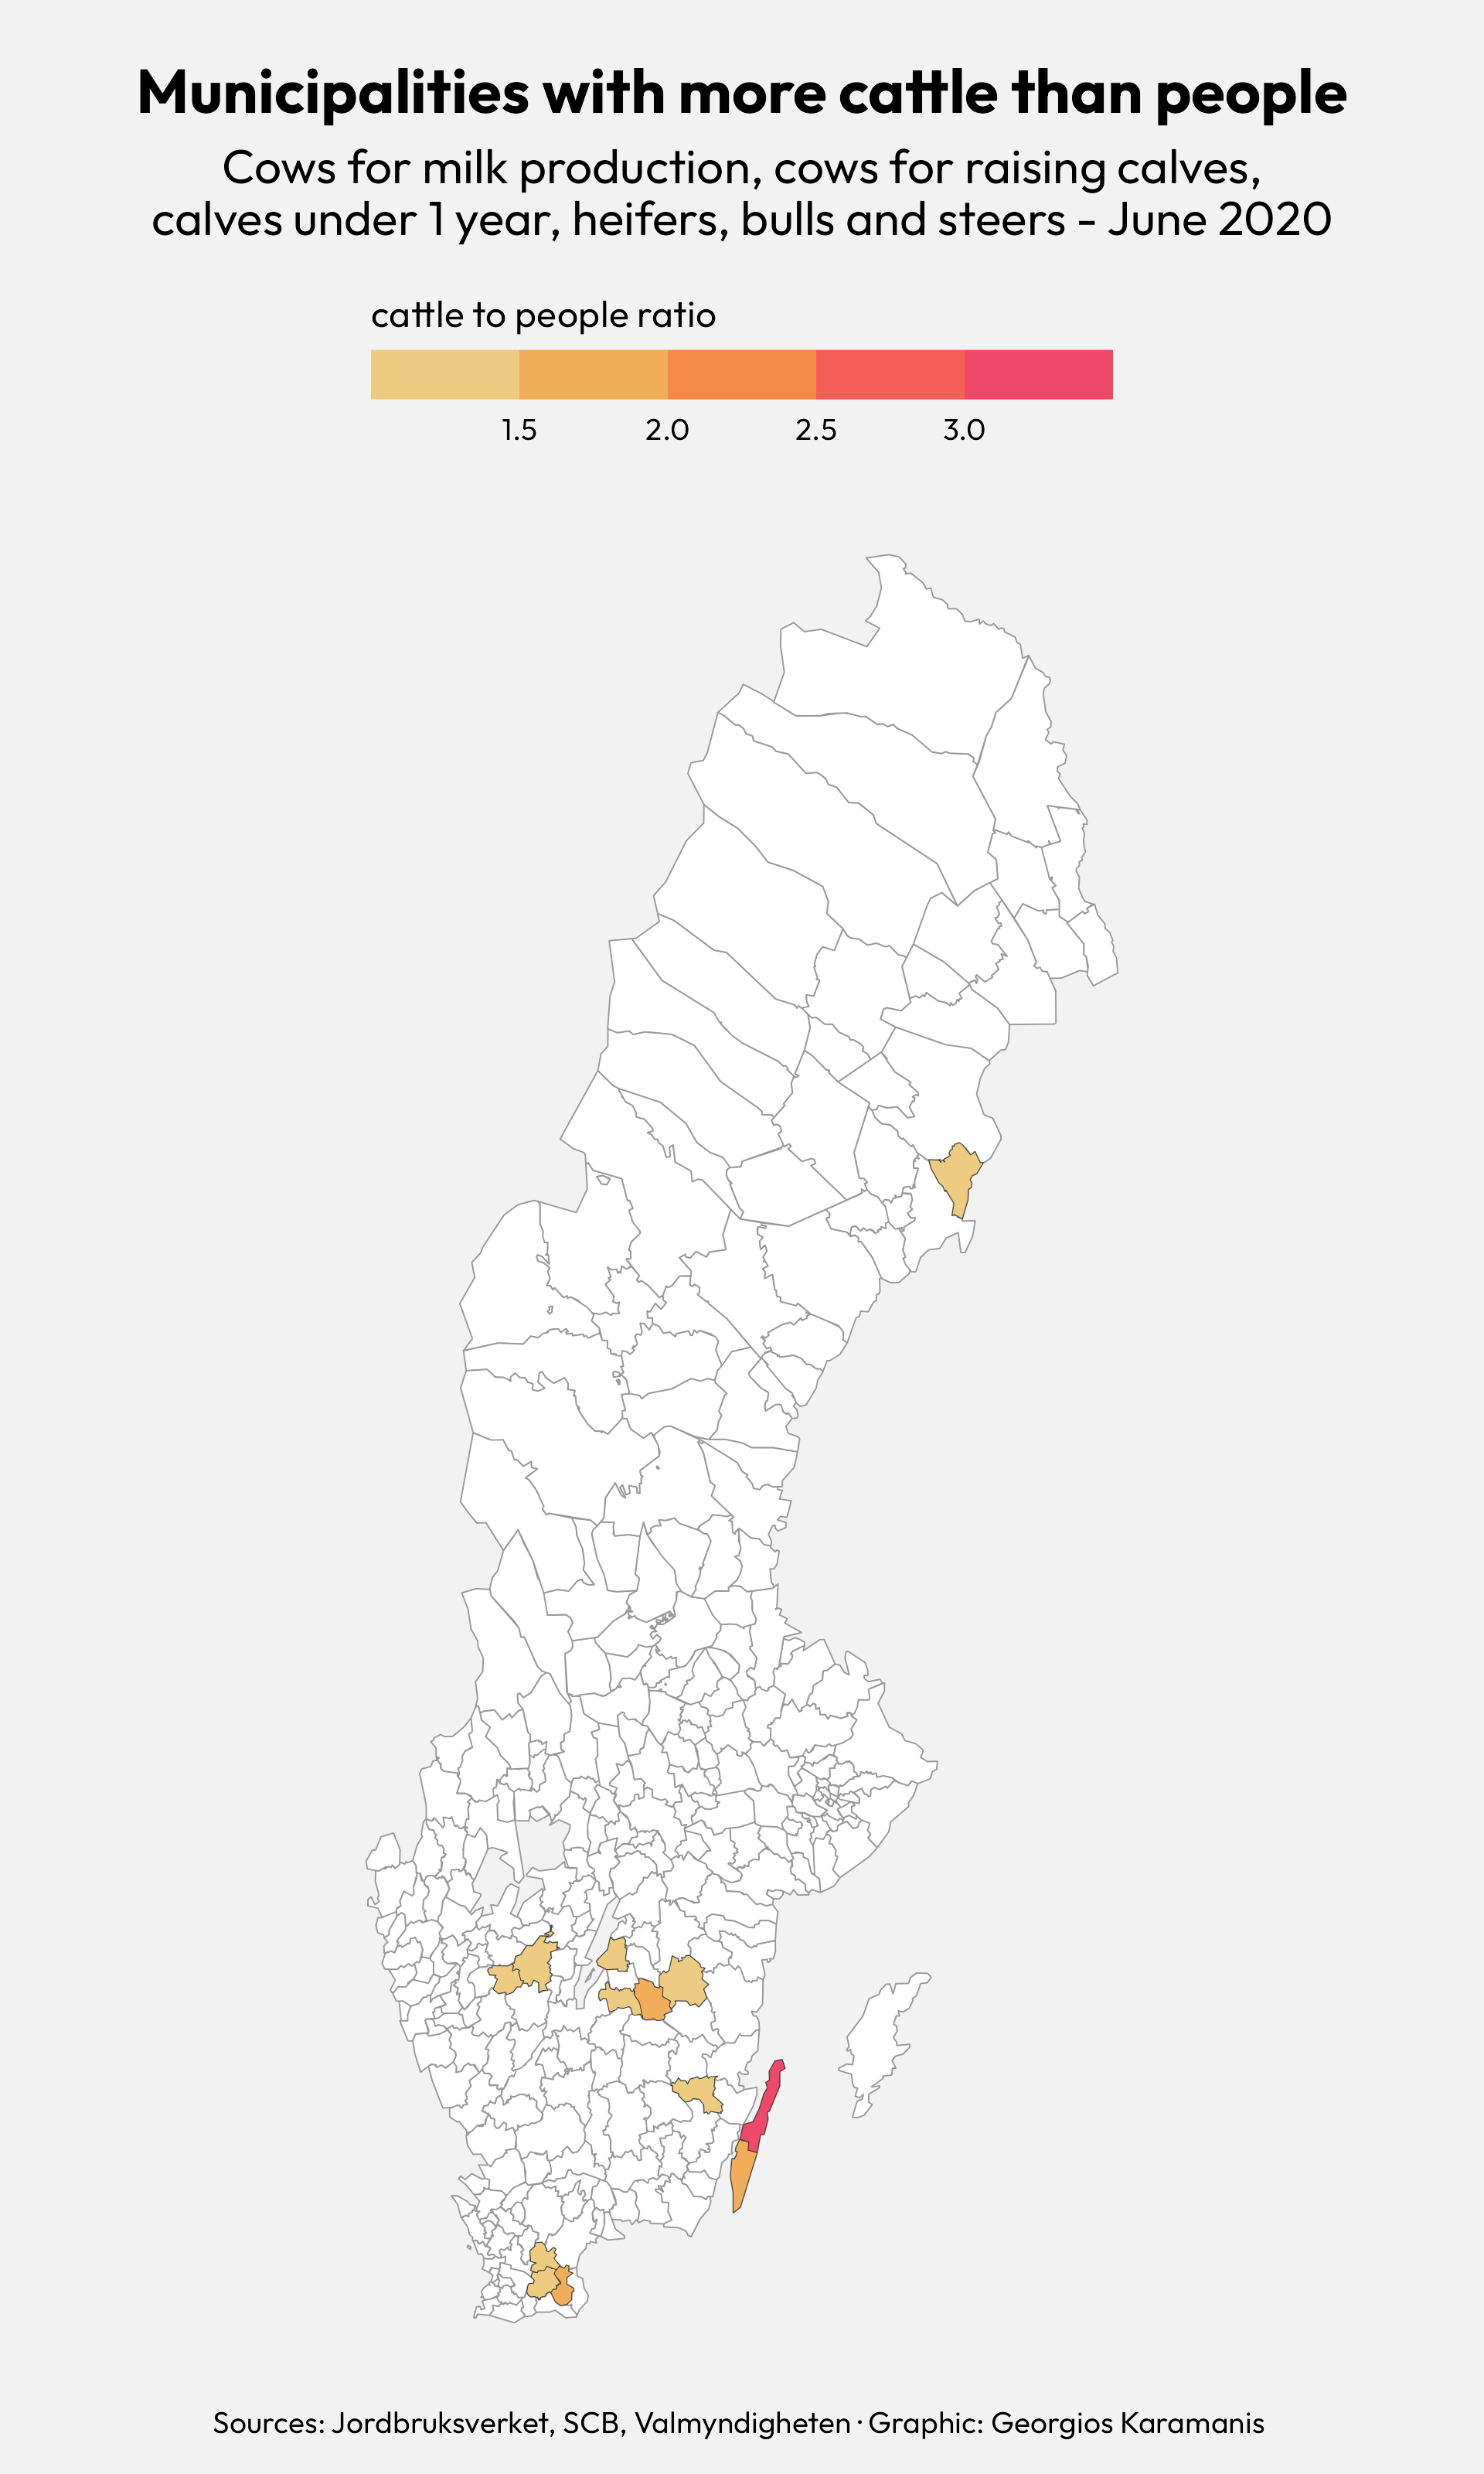 Municipalities with more cattle than people
Cows for milk production, cows for raising calves,
calves under 1 year, heifers, bulls and steers - June 2020
cattle to people ratio
1.5 2.0 2.5 3.0
Sources: Jordbruksverket, SCB, Valmyndigheten · Graphic: Georgios Karamanis